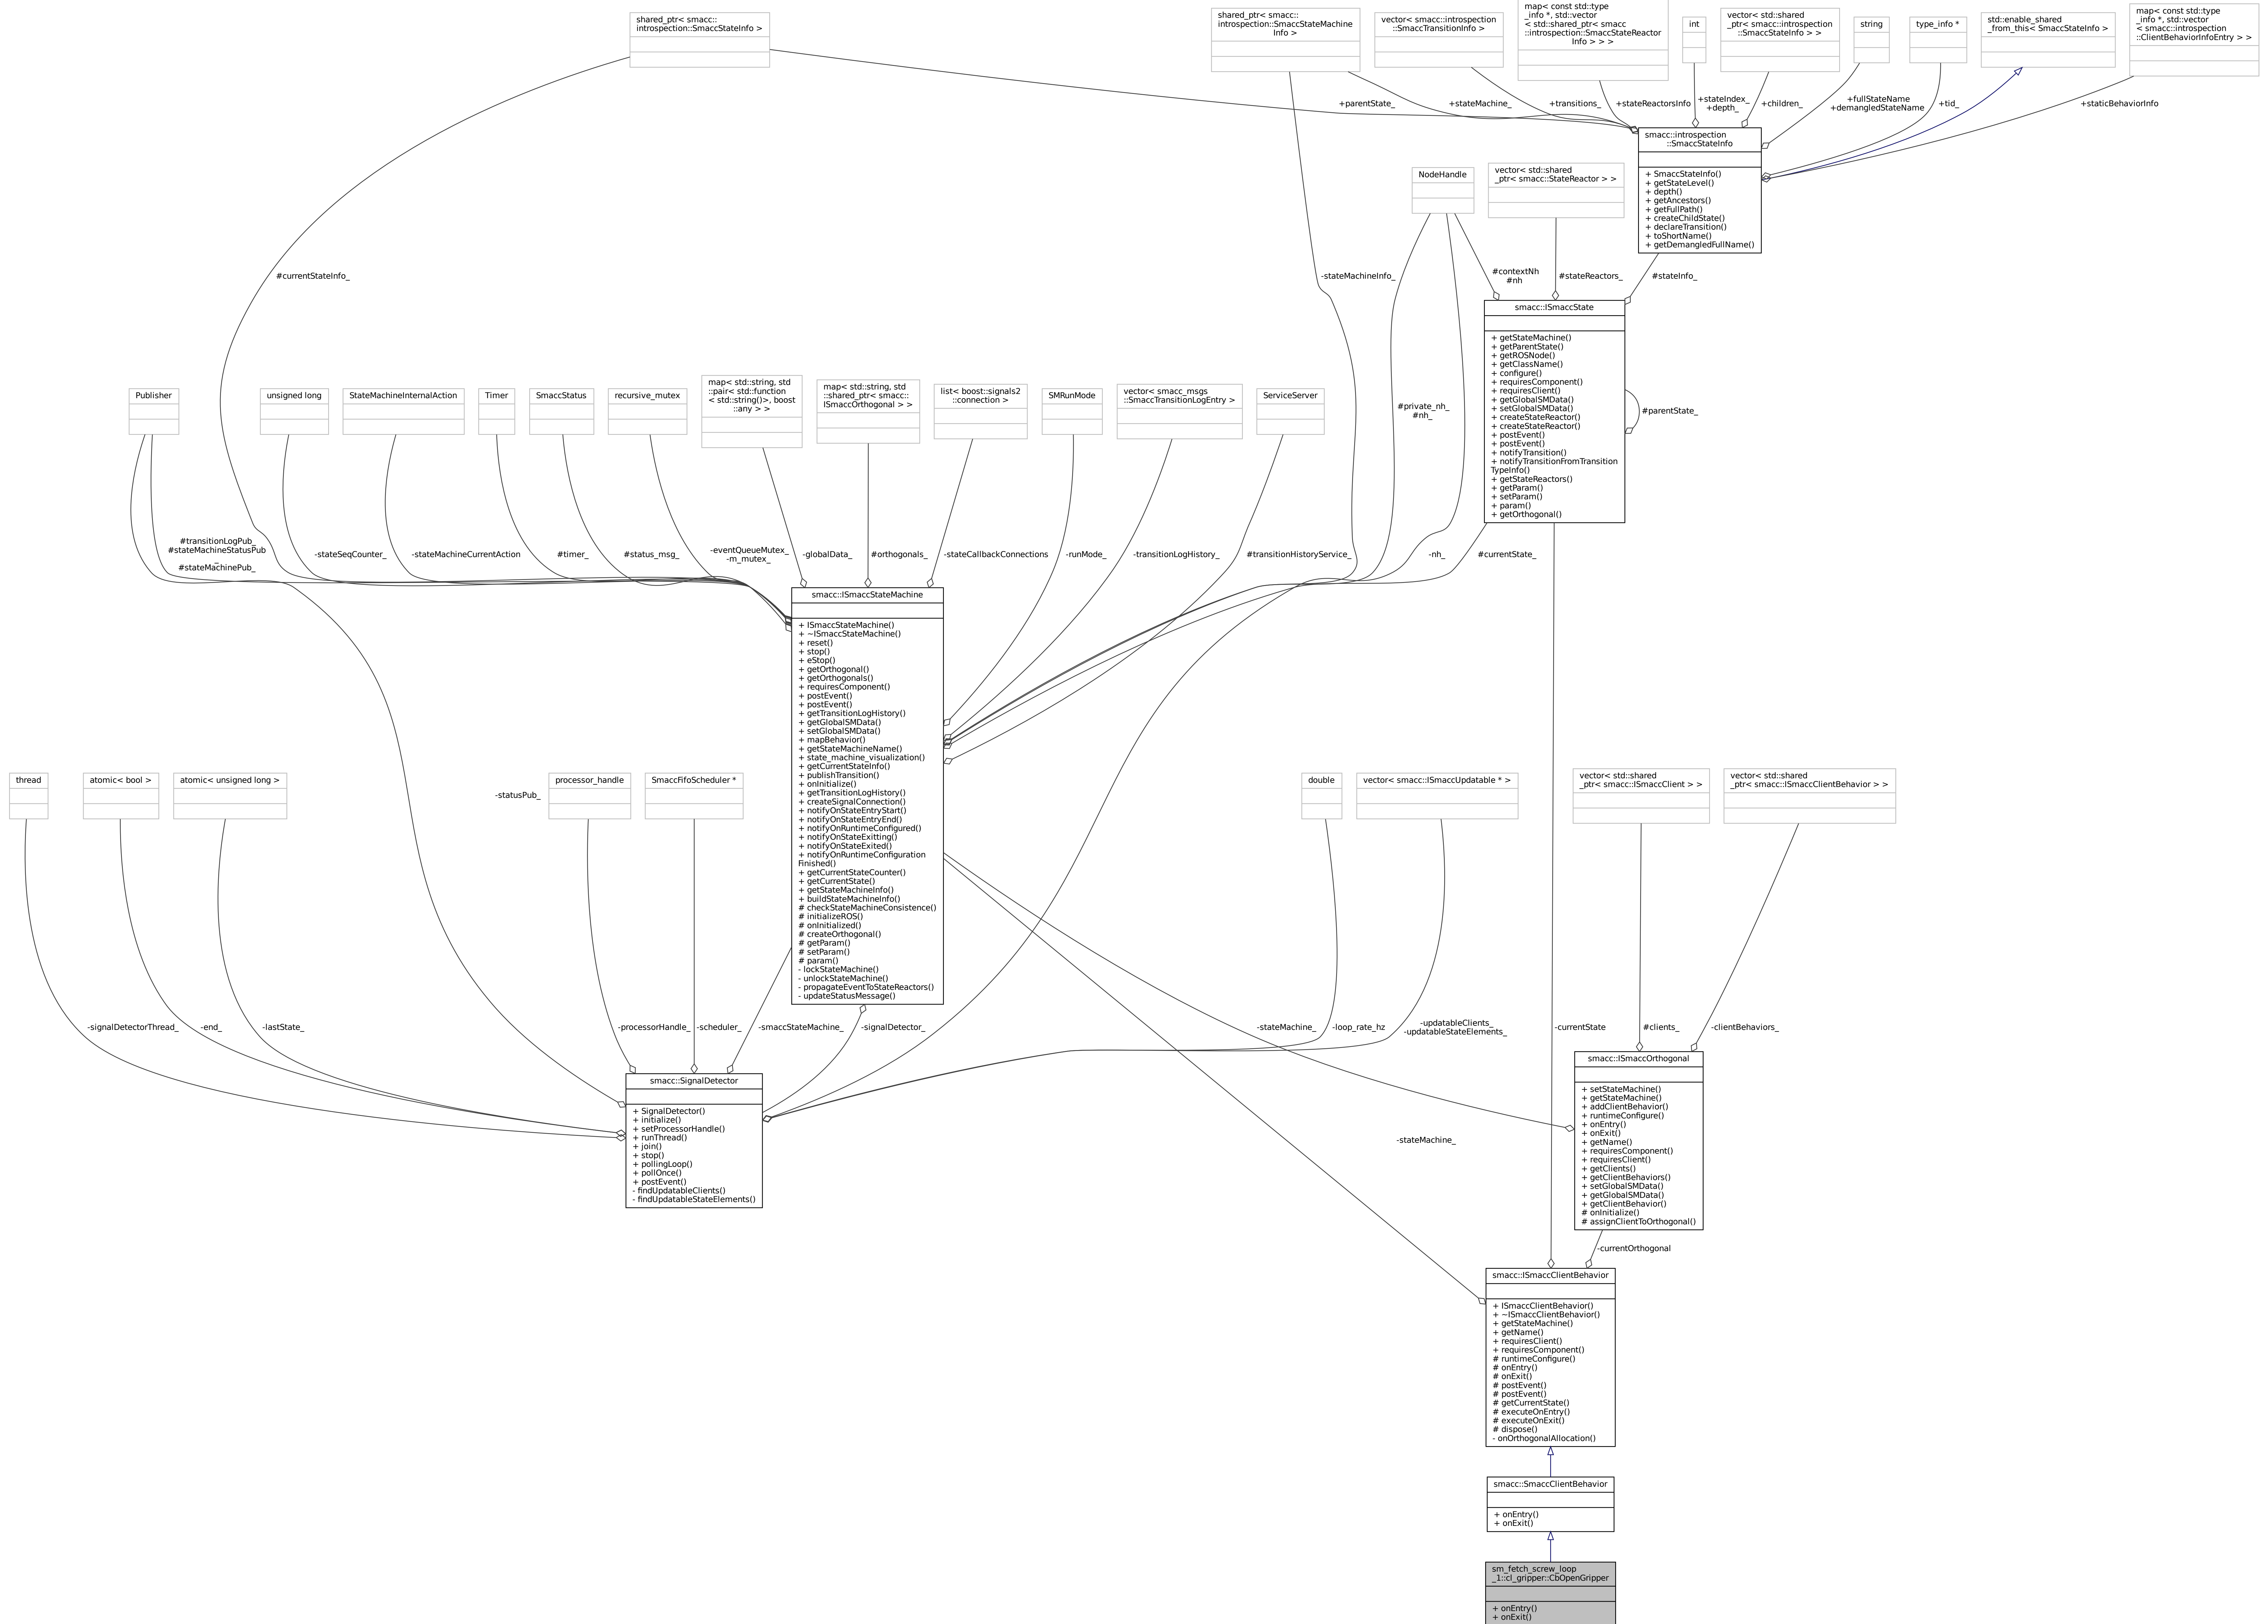 shared_ptr< smacc::
introspection::SmaccStateInfo >
shared_ptr< smacc::
introspection::SmaccStateMachine
Info >
vector< smacc::introspection
::SmaccTransitionInfo >
map< const std::type
_info *, std::vector
< std::shared_ptr< smacc
::introspection::SmaccStateReactor
Info > > >
int
vector< std::shared
_ptr< smacc::introspection
::SmaccStateInfo > >
string
type_info *
std::enable_shared
_from_this< SmaccStateInfo >
map< const std::type
_info *, std::vector
< smacc::introspection
::ClientBehaviorInfoEntry > >
+parentState_
+stateMachine_
+transitions_
+stateReactorsInfo
+stateIndex_
+depth_
+children_
+fullStateName
+demangledStateName
+tid_
+staticBehaviorInfo
smacc::introspection
::SmaccStateInfo
+ SmaccStateInfo()
+ getStateLevel()
+ depth()
+ getAncestors()
+ getFullPath()
+ createChildState()
+ declareTransition()
+ toShortName()
+ getDemangledFullName()
NodeHandle
vector< std::shared
_ptr< smacc::StateReactor > >
#currentStateInfo_
-stateMachineInfo_
#contextNh
#nh
#stateReactors_
#stateInfo_
smacc::ISmaccState
+ getStateMachine()
+ getParentState()
+ getROSNode()
+ getClassName()
+ configure()
+ requiresComponent()
+ requiresClient()
+ getGlobalSMData()
+ setGlobalSMData()
+ createStateReactor()
+ createStateReactor()
+ postEvent()
+ postEvent()
+ notifyTransition()
+ notifyTransitionFromTransition
TypeInfo()
+ getStateReactors()
+ getParam()
+ setParam()
+ param()
+ getOrthogonal()
#parentState_
Publisher
unsigned long
StateMachineInternalAction
Timer
SmaccStatus
recursive_mutex
map< std::string, std
::pair< std::function
< std::string()>, boost
::any > >
map< std::string, std
::shared_ptr< smacc::
ISmaccOrthogonal > >
list< boost::signals2
::connection >
SMRunMode
vector< smacc_msgs
::SmaccTransitionLogEntry >
ServiceServer
#private_nh_
#nh_
#transitionLogPub_
#stateMachineStatusPub
_
#stateMachinePub_
-stateSeqCounter_
-stateMachineCurrentAction
#timer_
#status_msg_
-eventQueueMutex_
-m_mutex_
-globalData_
#orthogonals_
-stateCallbackConnections
-runMode_
-transitionLogHistory_
#transitionHistoryService_
-nh_
#currentState_
smacc::ISmaccStateMachine
+ ISmaccStateMachine()
+ ~ISmaccStateMachine()
+ reset()
+ stop()
+ eStop()
+ getOrthogonal()
+ getOrthogonals()
+ requiresComponent()
+ postEvent()
+ postEvent()
+ getTransitionLogHistory()
+ getGlobalSMData()
+ setGlobalSMData()
+ mapBehavior()
+ getStateMachineName()
+ state_machine_visualization()
+ getCurrentStateInfo()
+ publishTransition()
+ onInitialize()
+ getTransitionLogHistory()
+ createSignalConnection()
+ notifyOnStateEntryStart()
+ notifyOnStateEntryEnd()
+ notifyOnRuntimeConfigured()
+ notifyOnStateExitting()
+ notifyOnStateExited()
+ notifyOnRuntimeConfiguration
Finished()
+ getCurrentStateCounter()
+ getCurrentState()
+ getStateMachineInfo()
+ buildStateMachineInfo()
# checkStateMachineConsistence()
# initializeROS()
# onInitialized()
# createOrthogonal()
# getParam()
# setParam()
# param()
- lockStateMachine()
- unlockStateMachine()
- propagateEventToStateReactors()
- updateStatusMessage()
thread
atomic< bool >
atomic< unsigned long >
-statusPub_
processor_handle
SmaccFifoScheduler *
double
vector< smacc::ISmaccUpdatable * >
vector< std::shared
_ptr< smacc::ISmaccClient > >
vector< std::shared
_ptr< smacc::ISmaccClientBehavior > >
-signalDetectorThread_
-end_
-lastState_
-processorHandle_
-scheduler_
-smaccStateMachine_
-signalDetector_
-stateMachine_
-loop_rate_hz
-updatableClients_
-updatableStateElements_
-currentState
#clients_
-clientBehaviors_
smacc::SignalDetector
+ SignalDetector()
+ initialize()
+ setProcessorHandle()
+ runThread()
+ join()
+ stop()
+ pollingLoop()
+ pollOnce()
+ postEvent()
- findUpdatableClients()
- findUpdatableStateElements()
smacc::ISmaccOrthogonal
+ setStateMachine()
+ getStateMachine()
+ addClientBehavior()
+ runtimeConfigure()
+ onEntry()
+ onExit()
+ getName()
+ requiresComponent()
+ requiresClient()
+ getClients()
+ getClientBehaviors()
+ setGlobalSMData()
+ getGlobalSMData()
+ getClientBehavior()
# onInitialize()
# assignClientToOrthogonal()
-stateMachine_
-currentOrthogonal
smacc::ISmaccClientBehavior
+ ISmaccClientBehavior()
+ ~ISmaccClientBehavior()
+ getStateMachine()
+ getName()
+ requiresClient()
+ requiresComponent()
# runtimeConfigure()
# onEntry()
# onExit()
# postEvent()
# postEvent()
# getCurrentState()
# executeOnEntry()
# executeOnExit()
# dispose()
- onOrthogonalAllocation()
smacc::SmaccClientBehavior
+ onEntry()
+ onExit()
sm_fetch_screw_loop
_1::cl_gripper::CbOpenGripper
+ onEntry()
+ onExit()